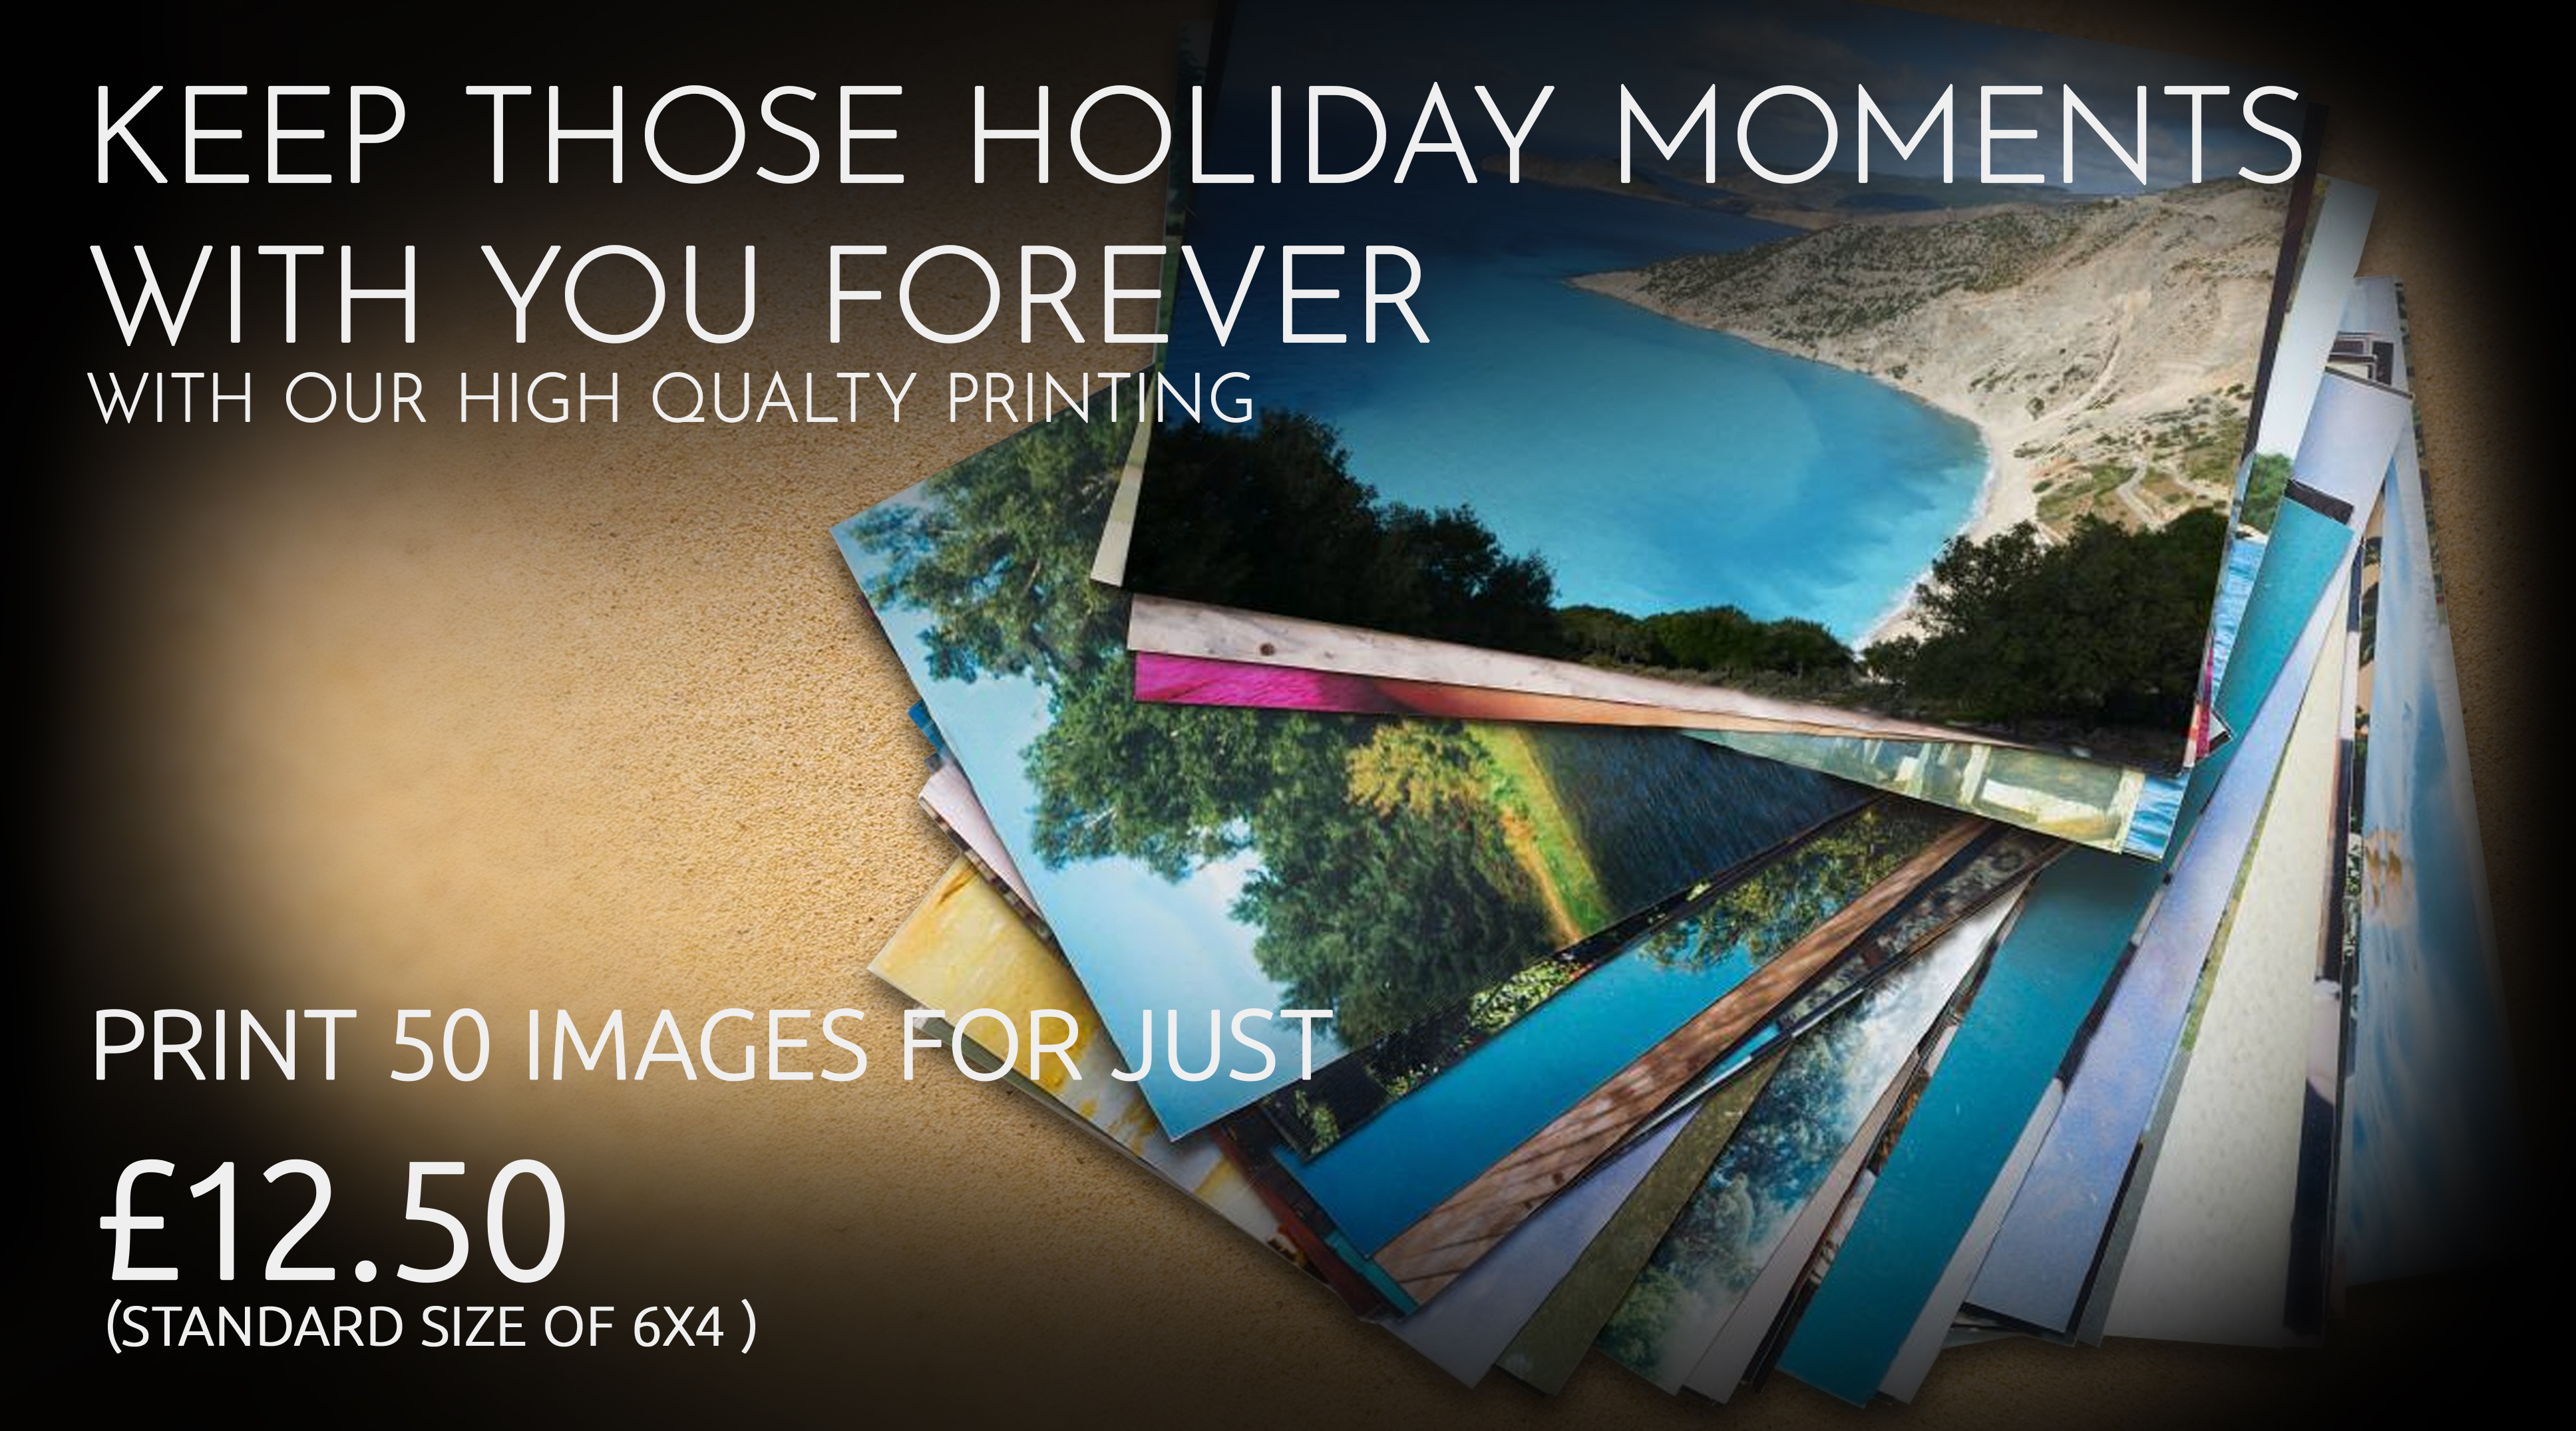 KEEP THOSE HOLIDAY MOMENTS
WITH YOU FOREVER
WITH OUR HIGH QUALTY PRINTING
PRINT 50 IMAGES FOR JUST
£12.50
(STANDARD SIZE OF 6X4 )